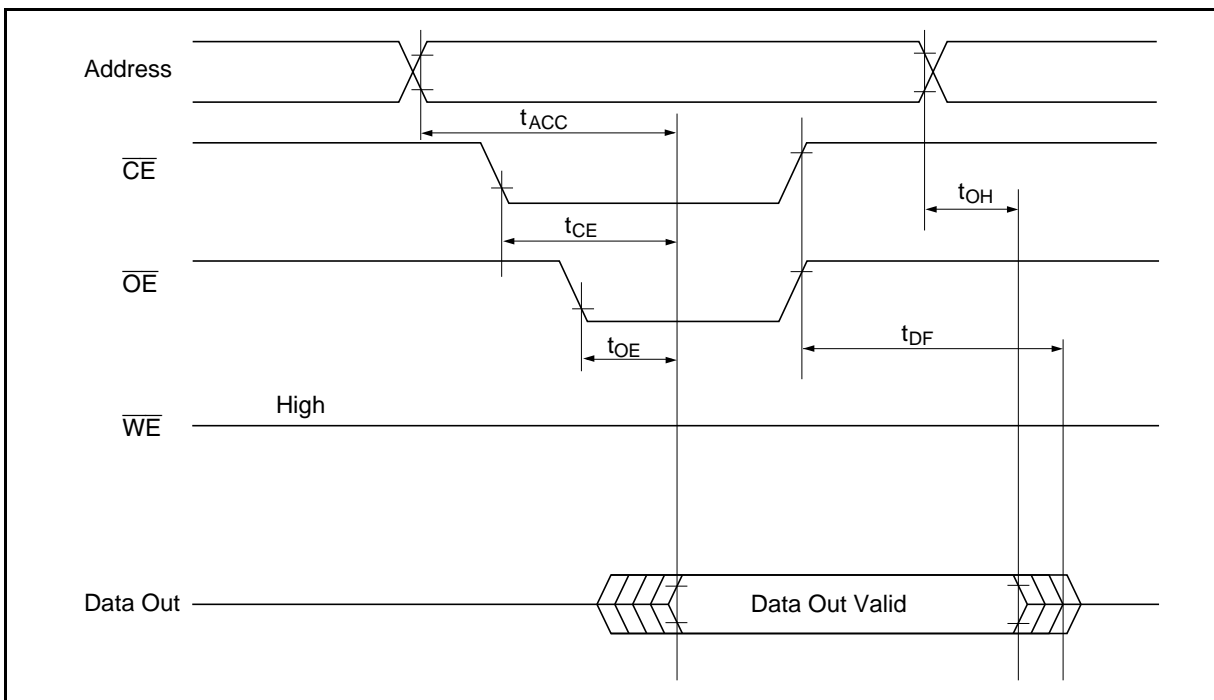 Address
tACC
CE
tOH
tCE
OE
tDF
tOE
High
WE
Data Out
Data Out Valid